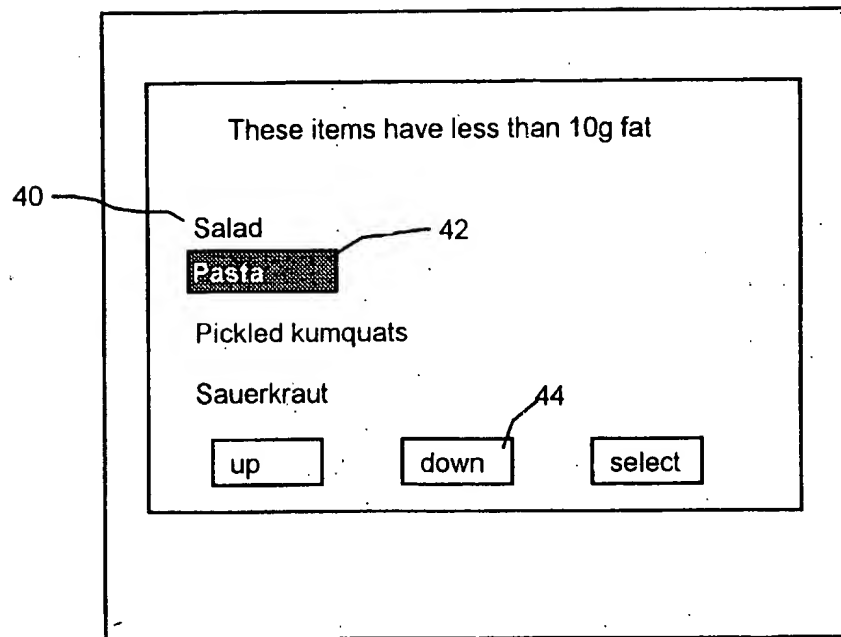 These items have less than 10g fat
40
Salad
42
Pasta
Pickled kumquats
Sauerkraut
44
up down select